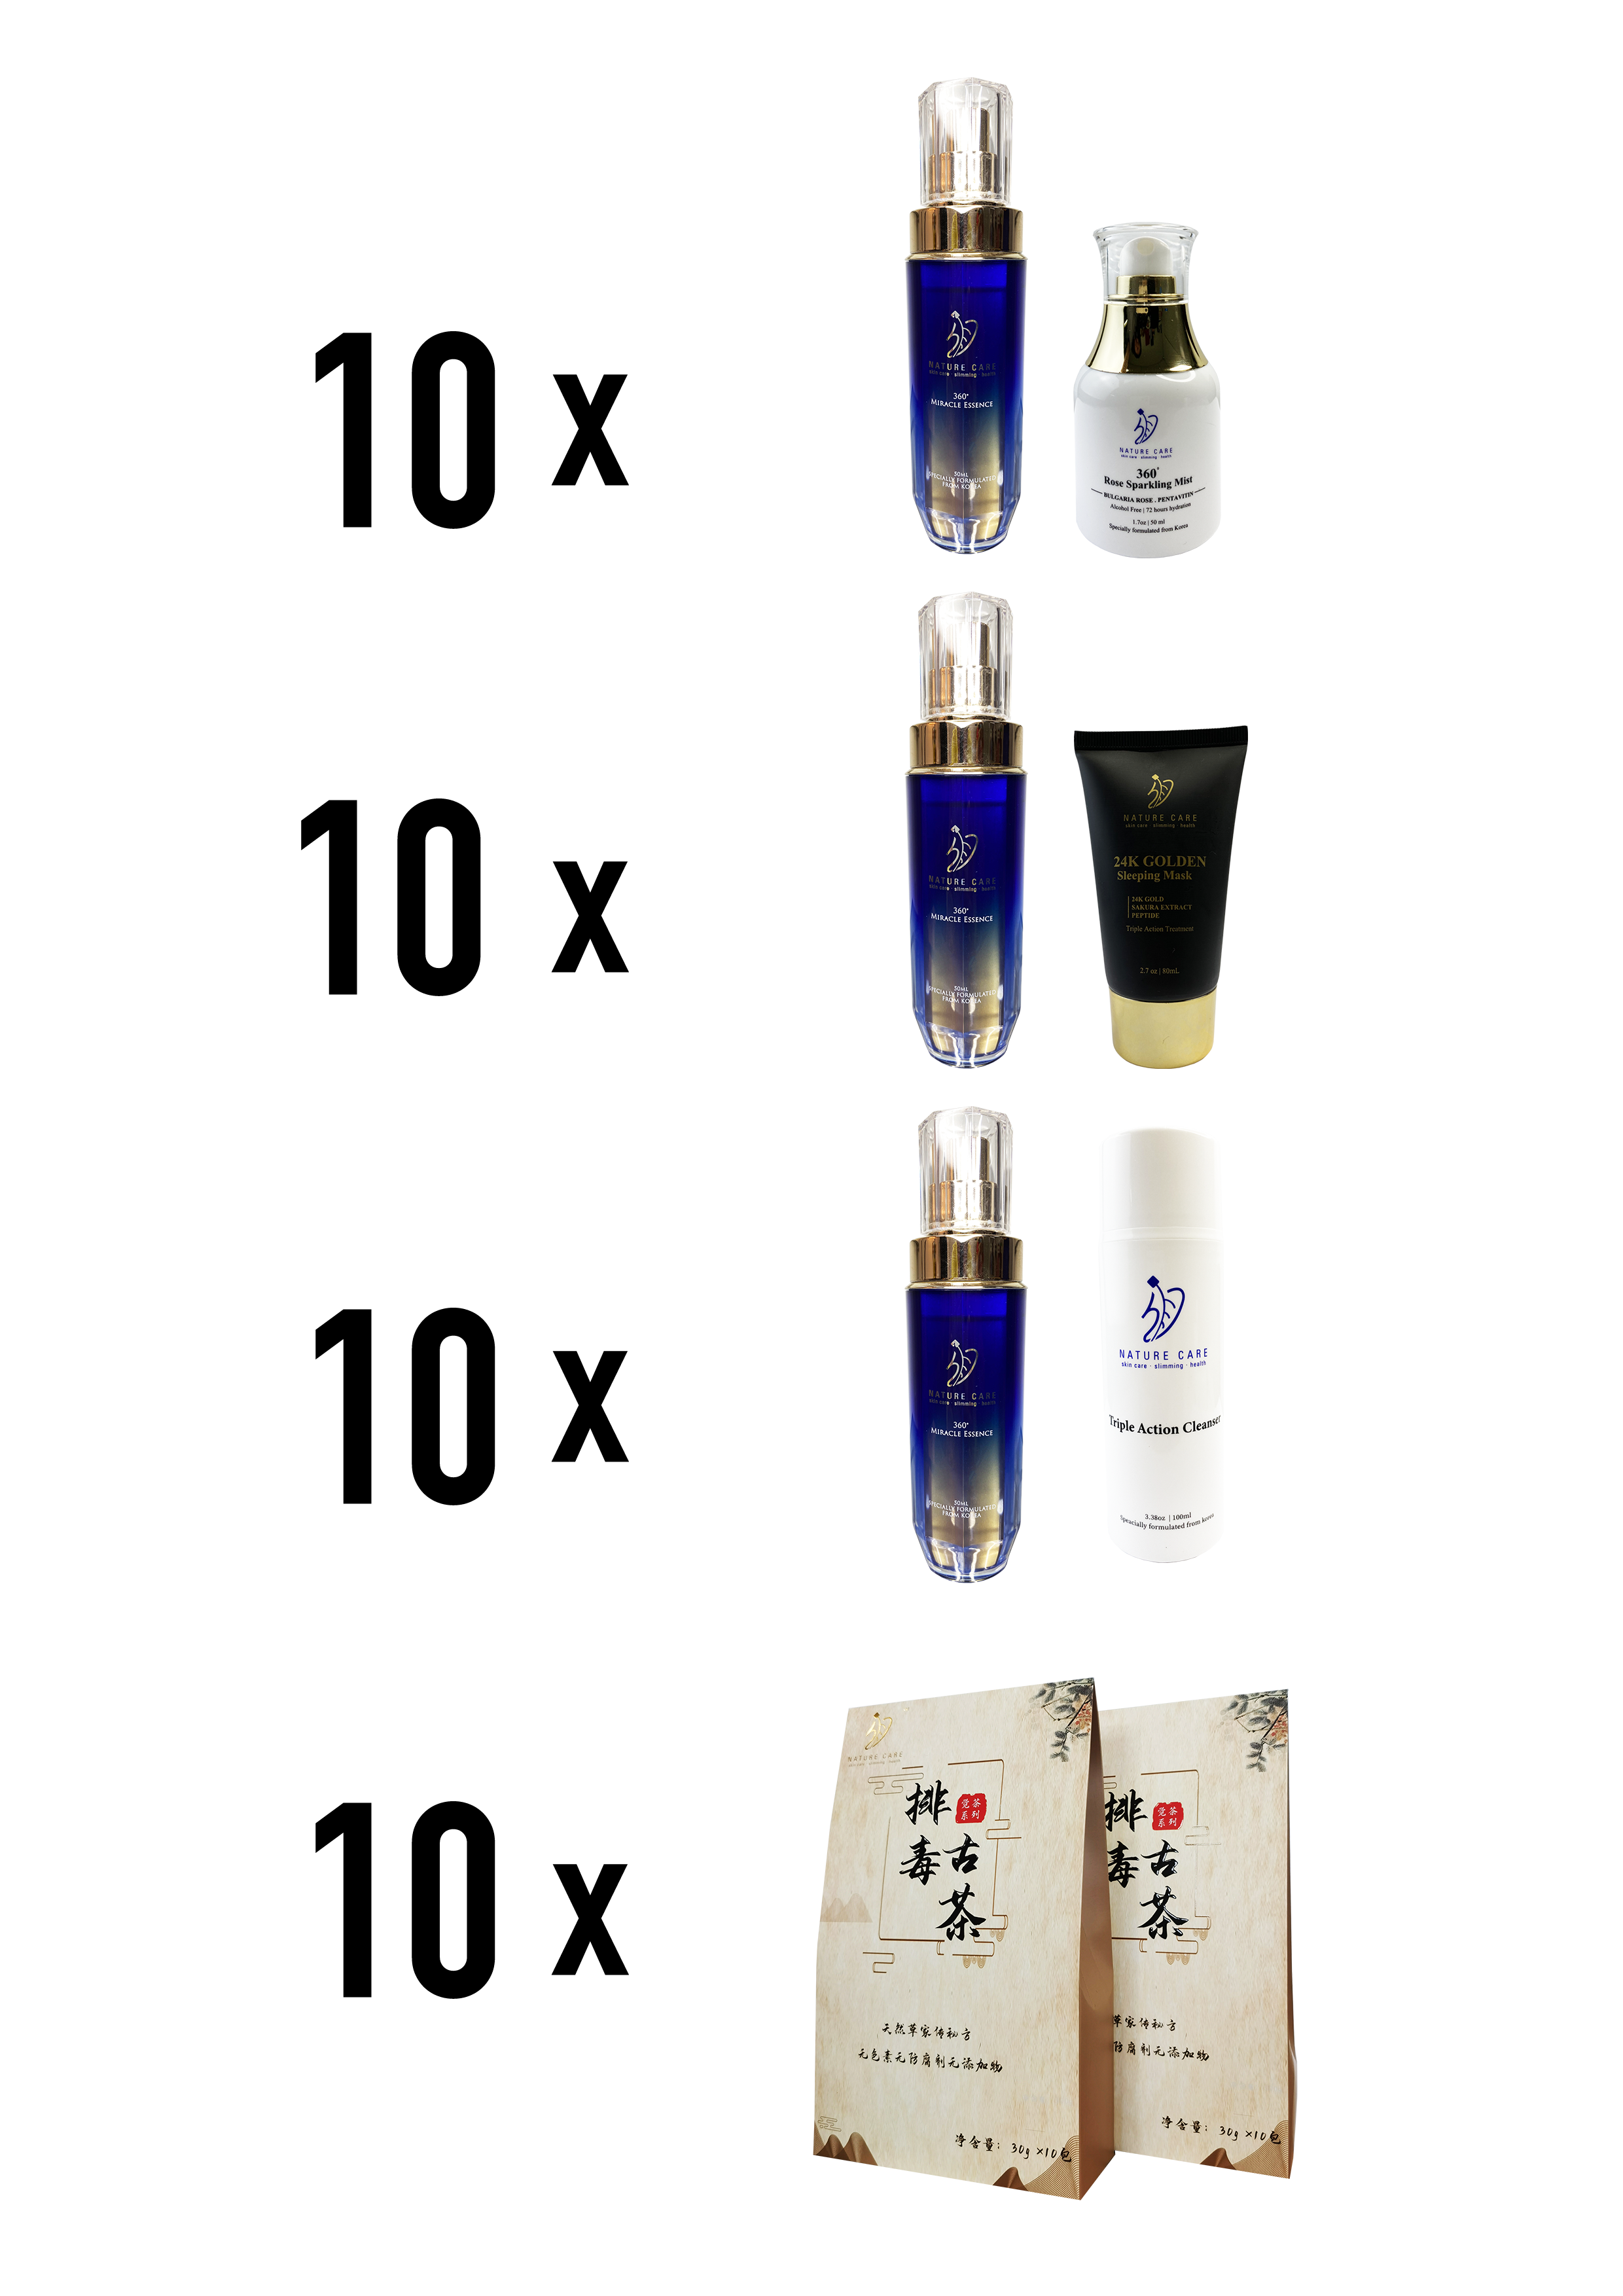 10 x
NATURE CARE
skin care · slimming · health
360°
MIRACLE ESSENCE
30ML
SPECIALLY FORMULATED
FROM KOREA
NATURE CARE
skin care · slimming · health
360°
Rose Sparkling Mist
BULGARIA ROSE . PENTAVITIN
Alcohol Free | 72 hours hydration
1.7oz | 50 ml
Specially formulated from Korea
10 x
NATURE CARE
skin care · slimming · health
360°
MIRACLE ESSENCE
30ML
SPECIALLY FORMULATED
FROM KOREA
NATURE CARE
skin care · slimming · health
24K GOLDEN
Sleeping Mask
24K GOLD
SAKURA EXTRACT
PEPTIDE
Triple Action Treatment
2.7 oz | 80mL
10 x
NATURE CARE
skin care · slimming · health
360°
MIRACLE ESSENCE
30ML
SPECIALLY FORMULATED
FROM KOREA
NATURE CARE
skin care · slimming · health
Triple Action Cleanser
3.38oz | 100ml
Speacially formulated from korea
10 x
NATURE CARE
skin care · slimming · health
排毒
古茶
觉茶
系列
天然草家传秘方
无色素无防腐剂无添加物
净含量：30g ×10包
排毒
古茶
觉茶
系列
草家传秘方
防腐剂无添加物
净含量：30g ×10包